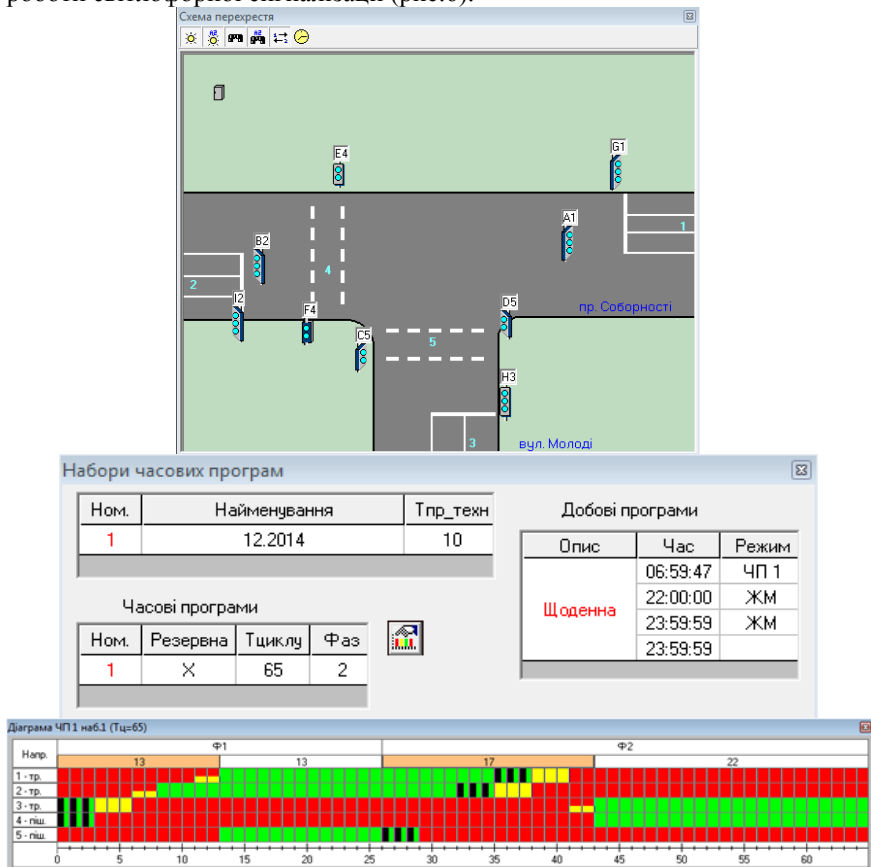 роботи світлофорної сигналізації (рис.6).
Схема перехрестя
E4
G1
A1
B2
1
4
2
I2
F4
D5
пр. Соборності
C5
5
H3
3
вул. Молоді
Набори часових програм
Ном. Найменування Тпр_техн
1 12.2014 10
Добові програми
Опис Час Режим
06:59:47 ЧП 1
Щоденна
22:00:00 ЖМ
23:59:59 ЖМ
23:59:59
Часові програми
Ном. Резервна Тциклу Фаз
1 X 65 2
Діаграма ЧП 1 наб.1 (Тц=65)
Напр. Ф1 Ф2
13 13 17 22
1 - тр.
2 - тр.
3 - тр.
4 - піш.
5 - піш.
0 5 10 15 20 25 30 35 40 45 50 55 60